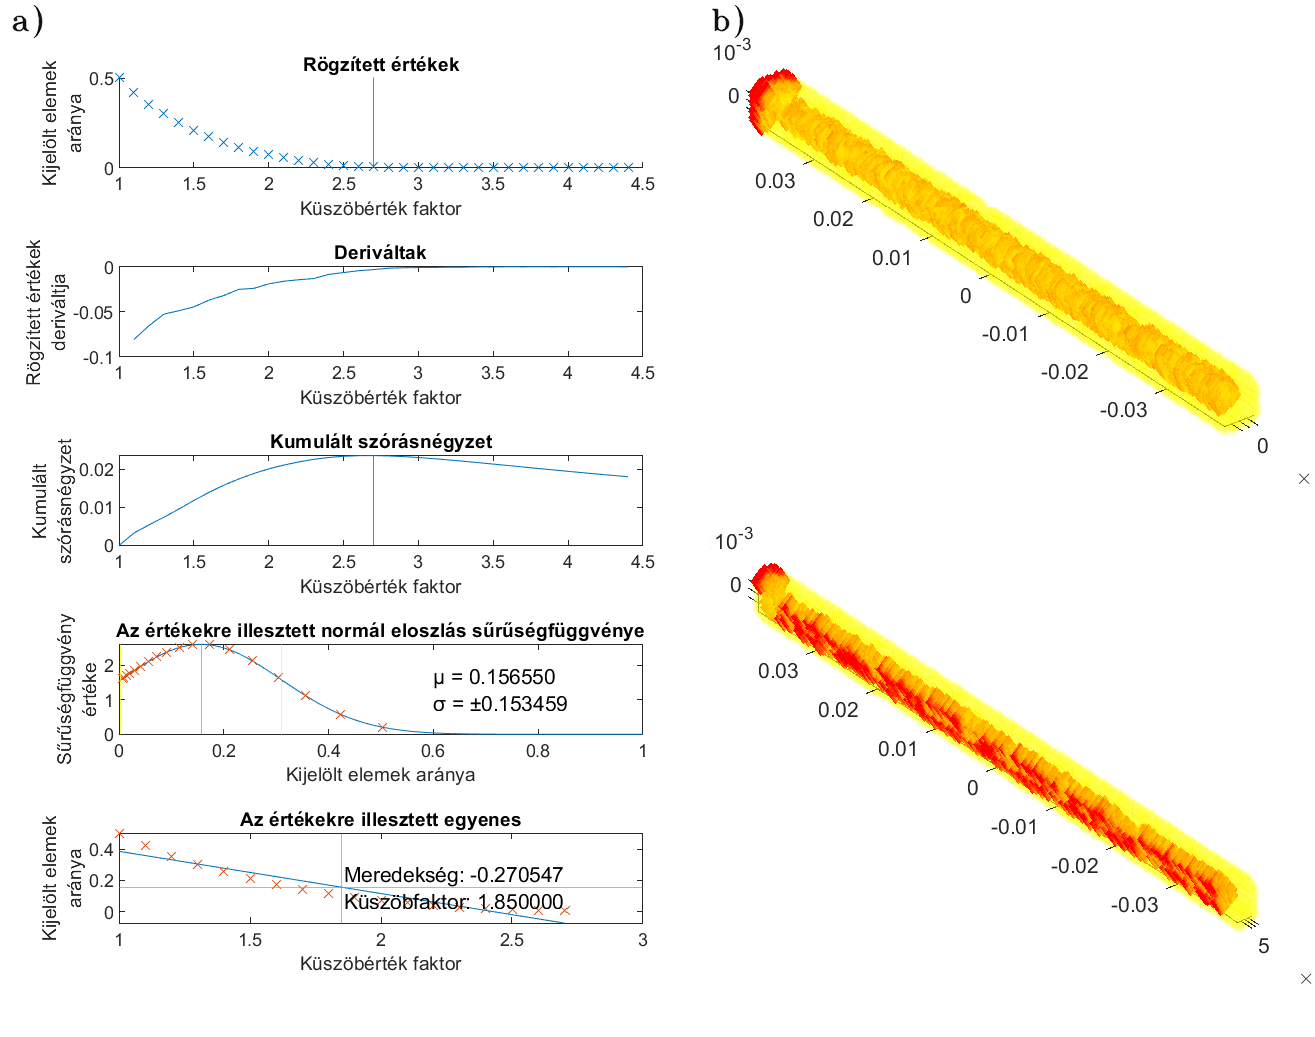 a)
Rögzített értékek
Kijelölt elemek
aránya
0.5
0
1 1.5 2 2.5 3 3.5 4 4.5
Küszöbérték faktor
Deriváltak
Rögzített értékek
deriváltja
0
-0.05
-0.1
1 1.5 2 2.5 3 3.5 4 4.5
Küszöbérték faktor
Kumulált szórásnégyzet
Kumulált
szórásnégyzet
0.02
0.01
0
1 1.5 2 2.5 3 3.5 4 4.5
Küszöbérték faktor
Az értékekre illesztett normál eloszlás sűrűségfüggvénye
Sűrűségfüggvény
értéke
2
1
0
μ = 0.156550
σ = ±0.153459
0 0.2 0.4 0.6 0.8 1
Kijelölt elemek aránya
Az értékekre illesztett egyenes
Kijelölt elemek
aránya
0.4
0.2
0
Meredekség: -0.270547
Küszöbfaktor: 1.850000
1 1.5 2 2.5 3
Küszöbérték faktor
b)
10-3
0
0.03
0.02
0.01
0
-0.01
-0.02
-0.03
0
×
10-3
0
0.03
0.02
0.01
0
-0.01
-0.02
-0.03
5
×